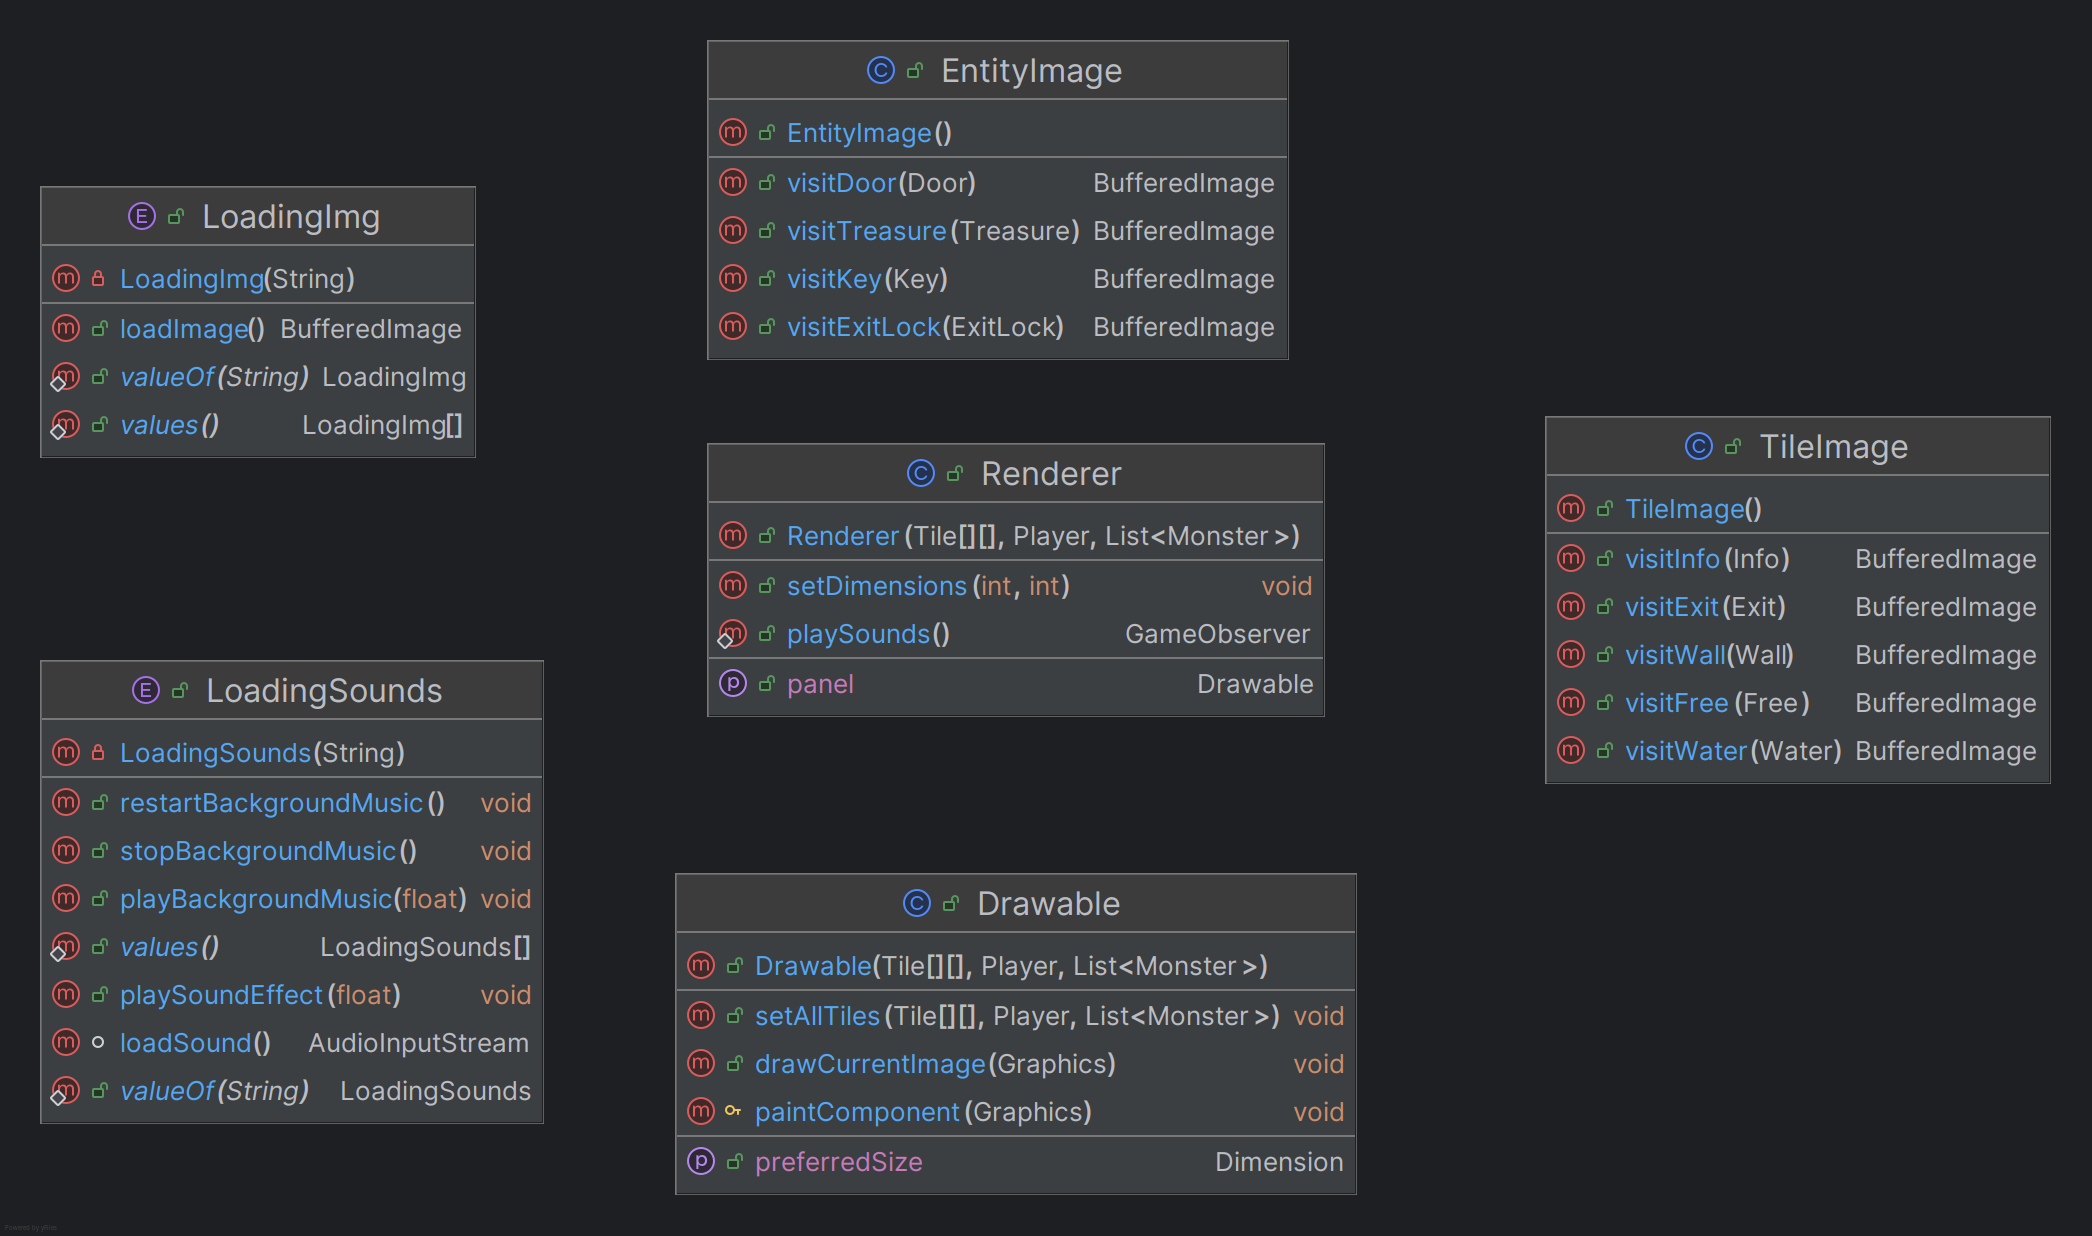 EntityImage
EntityImage()
visitDoor(Door) BufferedImage
visitTreasure(Treasure) BufferedImage
visitKey(Key) BufferedImage
visitExitLock(ExitLock) BufferedImage
LoadingImg
LoadingImg(String)
loadImage() BufferedImage
valueOf(String) LoadingImg
values() LoadingImg[]
Renderer
Renderer(Tile[][], Player, List<Monster>)
setDimensions(int, int) void
playSounds() GameObserver
panel Drawable
TileImage
TileImage()
visitInfo(Info) BufferedImage
visitExit(Exit) BufferedImage
visitWall(Wall) BufferedImage
visitFree(Free) BufferedImage
visitWater(Water) BufferedImage
LoadingSounds
LoadingSounds(String)
restartBackgroundMusic() void
stopBackgroundMusic() void
playBackgroundMusic(float) void
values() LoadingSounds[]
playSoundEffect(float) void
loadSound() AudioInputStream
valueOf(String) LoadingSounds
Drawable
Drawable(Tile[][], Player, List<Monster>)
setAllTiles(Tile[][], Player, List<Monster>) void
drawCurrentImage(Graphics) void
paintComponent(Graphics) void
preferredSize Dimension
Powered by yFiles